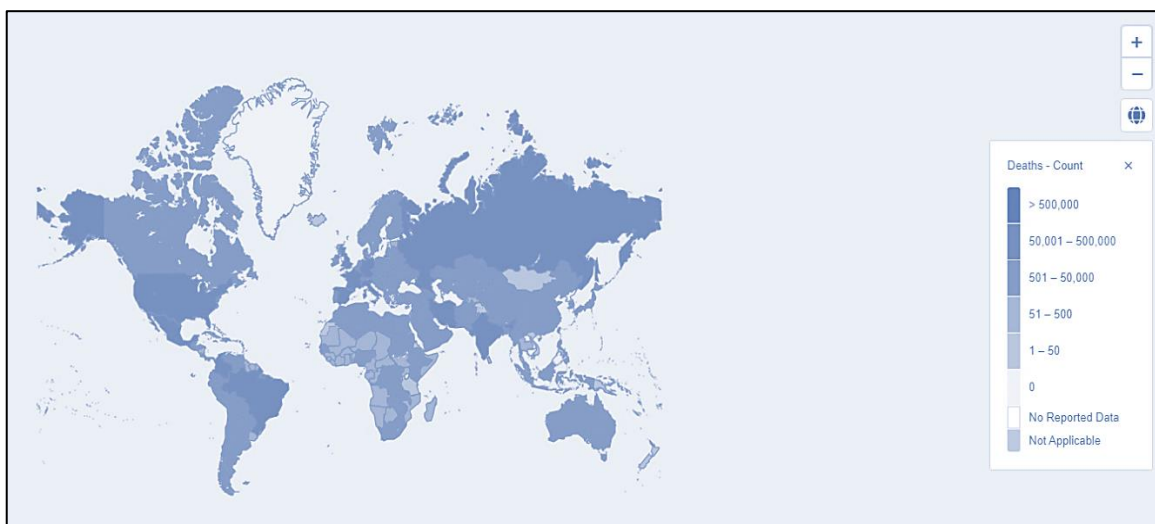 +
−
Deaths - Count ×
> 500,000
50,001 – 500,000
501 – 50,000
51 – 500
1 – 50
0
No Reported Data
Not Applicable